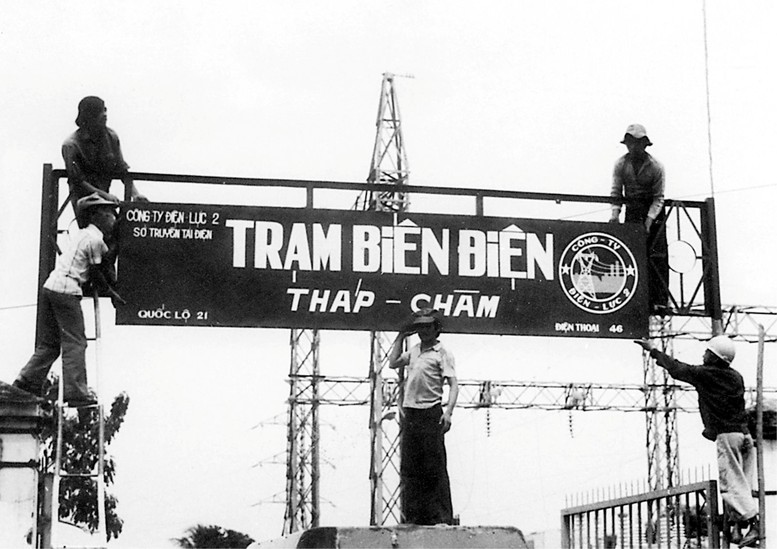 CÔNG TY ĐIỆN LỰC 2
SỞ TRUYỀN TẢI ĐIỆN
TRẠM BIẾN ĐIỆN
THÁP - CHÀM
QUỐC LỘ 21
CÔNG - TY
ĐIỆN - LỰC 2
ĐIỆN THOẠI 46